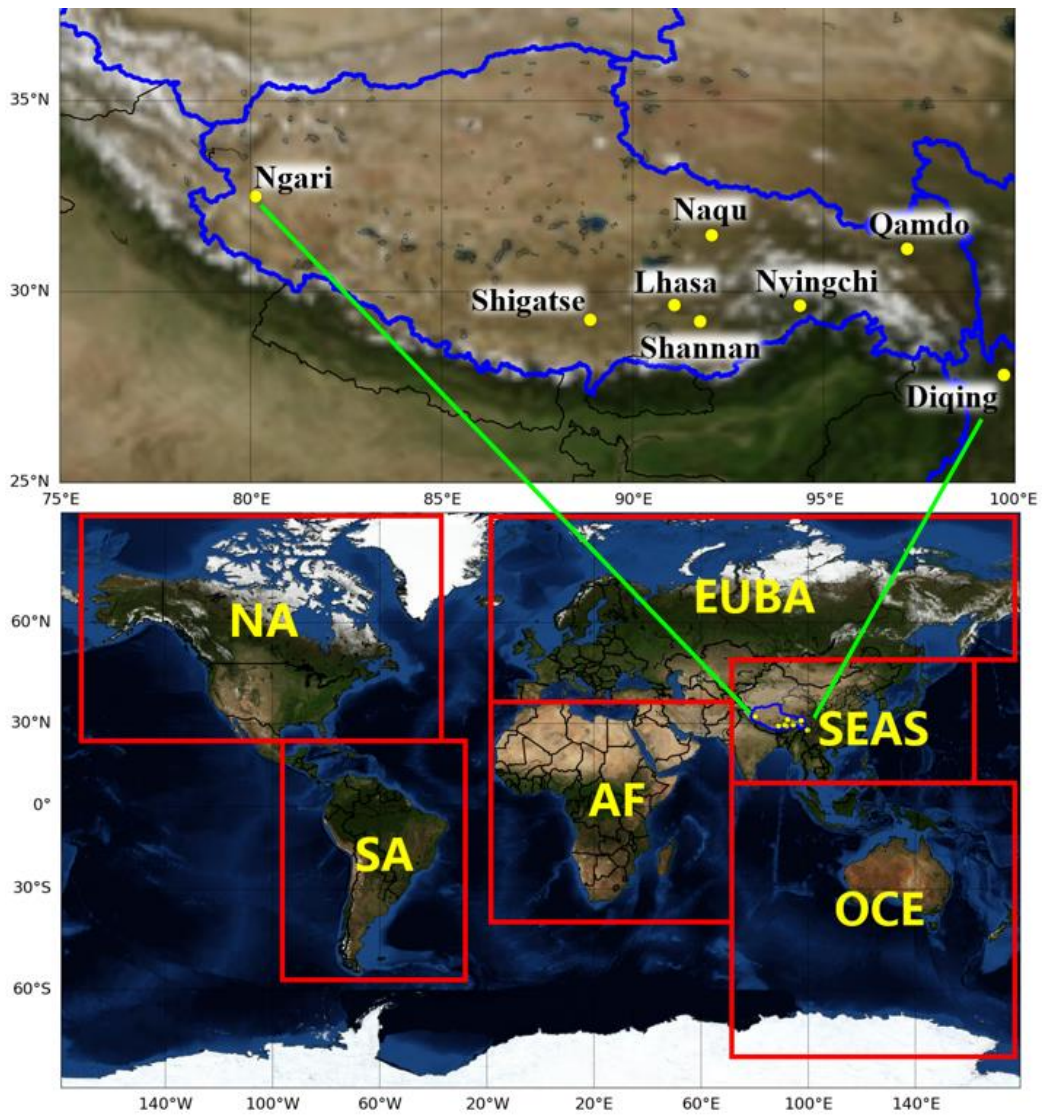 35°N
Ngari
Naqu
Qamdo
30°N
Lhasa
Nyingchi
Shigatse
Shannan
Diqing
25°N
75°E 80°E 85°E 90°E 95°E 100°E
NA
EUBA
60°N
30°N
SEAS
0°
AF
SA
30°S
OCE
60°S
140°W 100°W 60°W 20°W 20°E 60°E 100°E 140°E